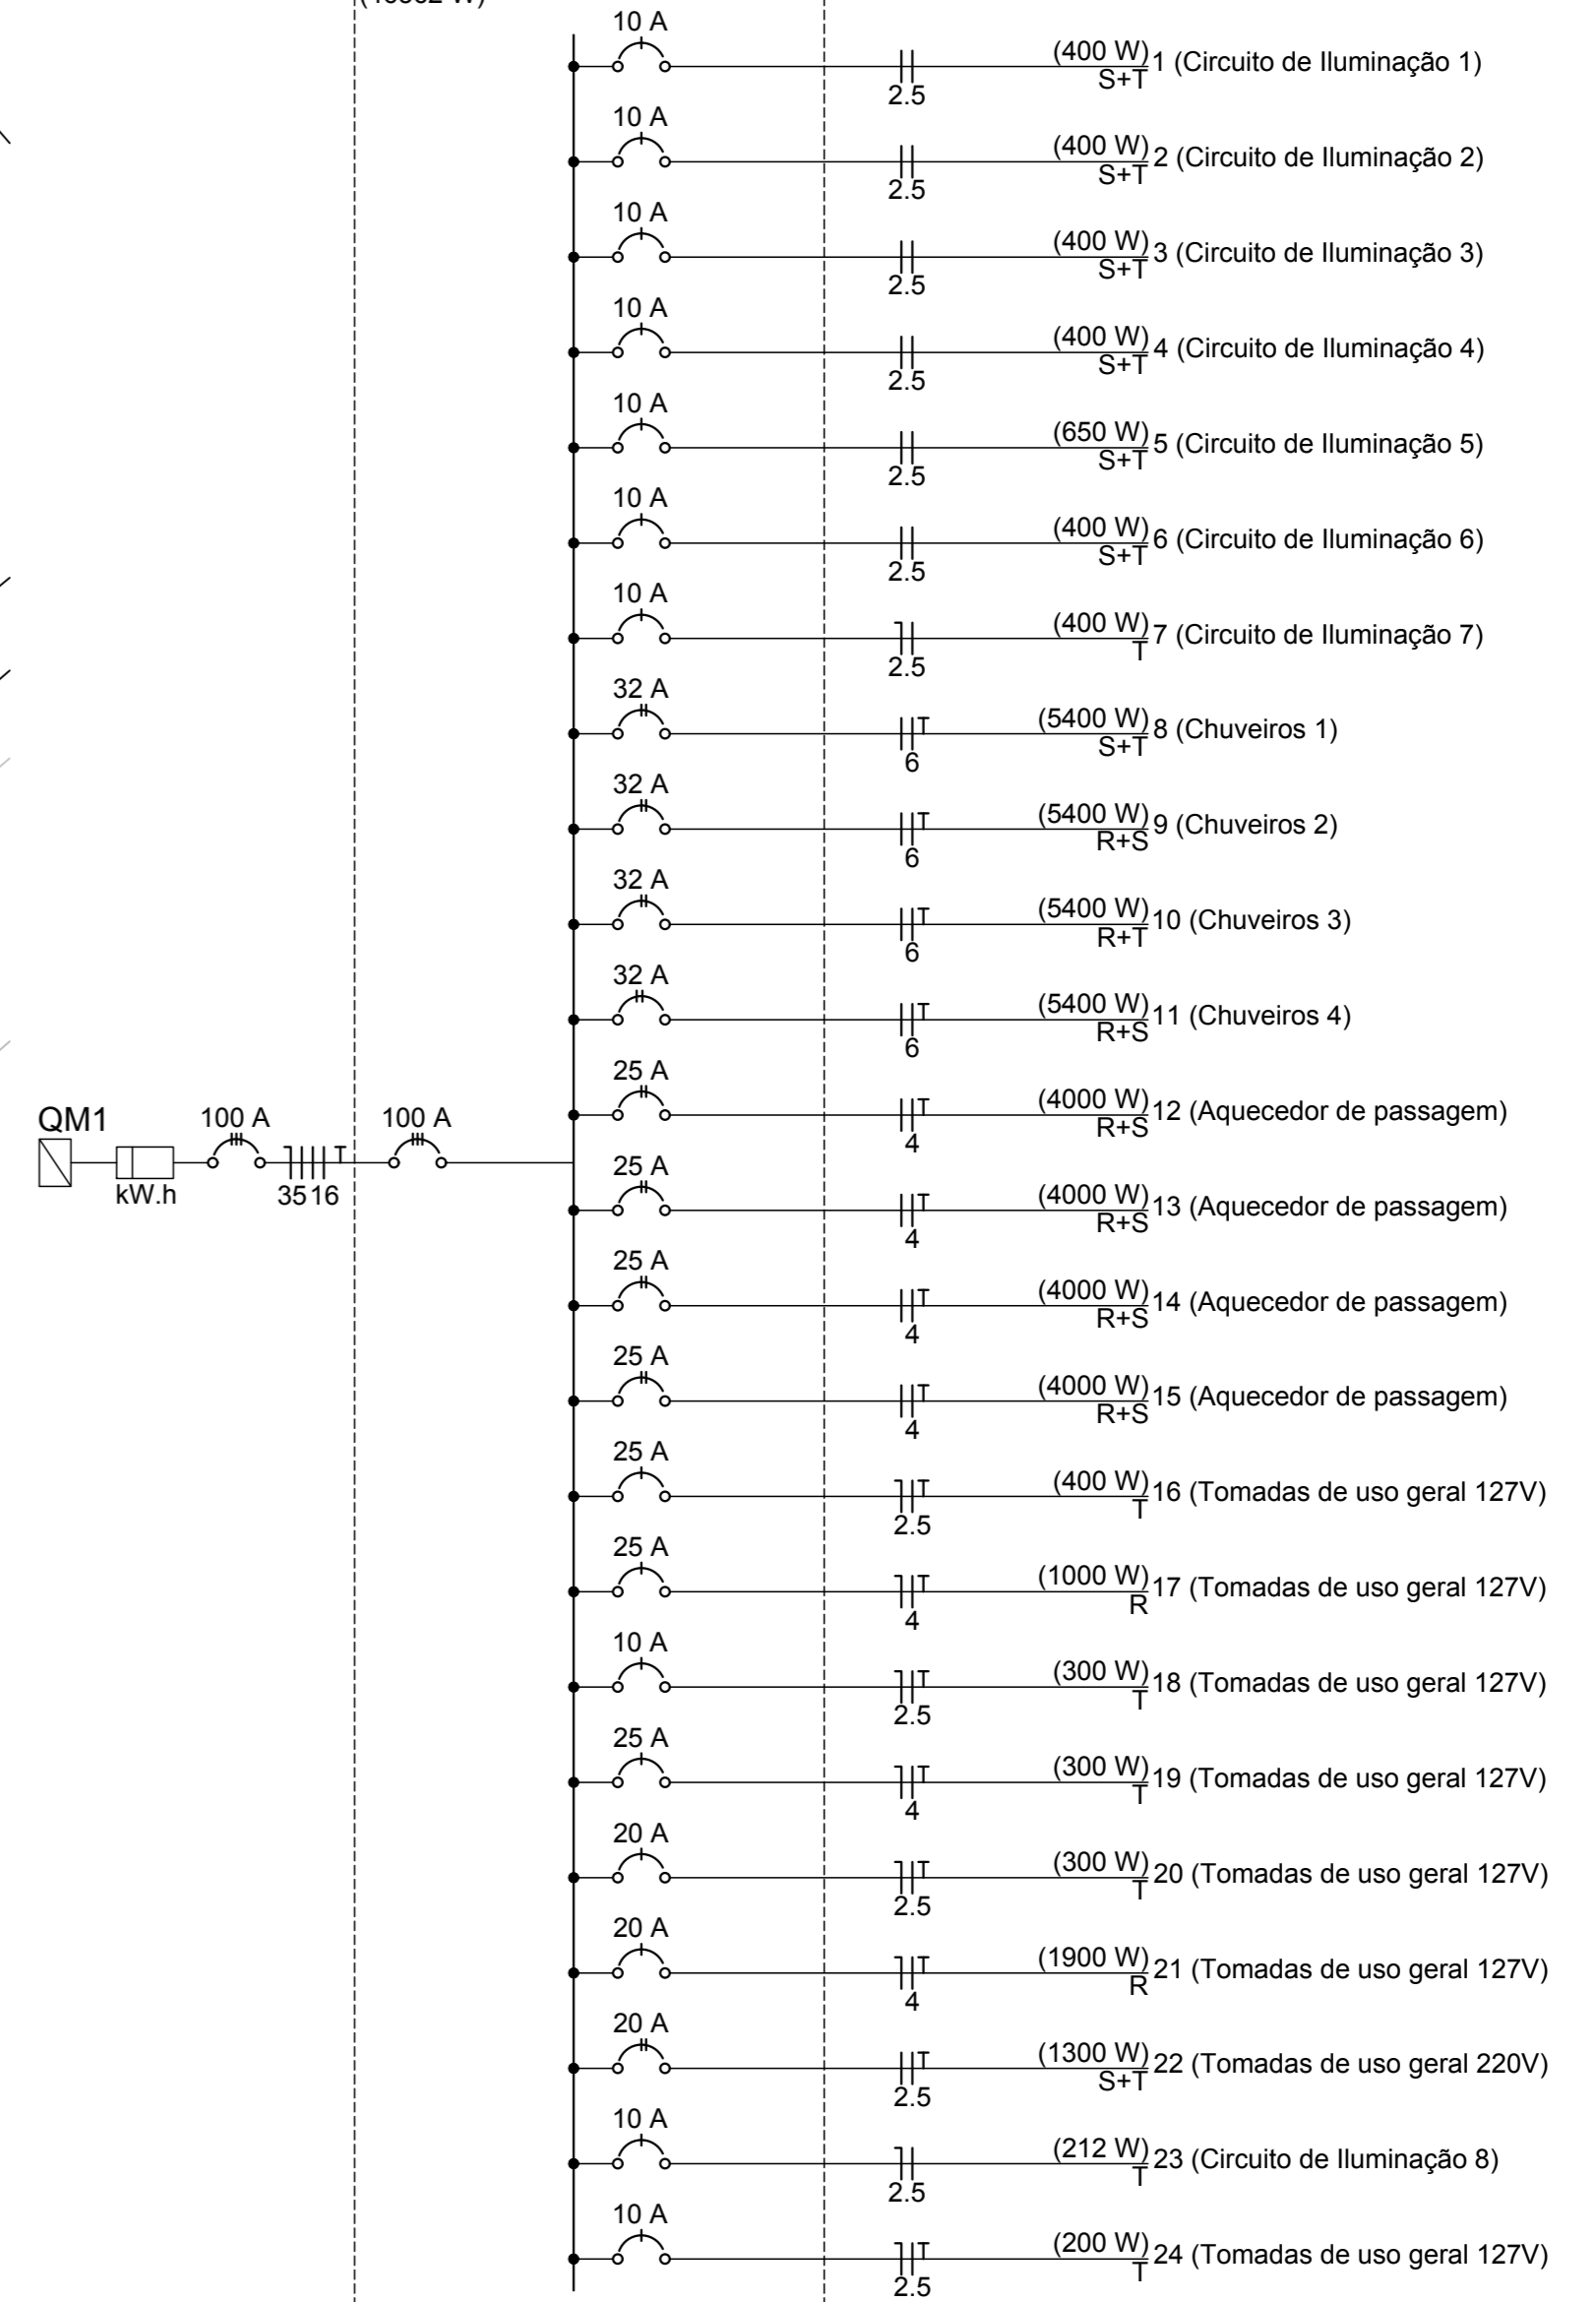 10 A
(400 W) 1 (Circuito de Iluminação 1)
S+T
2.5
10 A
(400 W) 2 (Circuito de Iluminação 2)
S+T
2.5
10 A
(400 W) 3 (Circuito de Iluminação 3)
S+T
2.5
10 A
(400 W) 4 (Circuito de Iluminação 4)
S+T
2.5
10 A
(650 W) 5 (Circuito de Iluminação 5)
S+T
2.5
10 A
(400 W) 6 (Circuito de Iluminação 6)
S+T
2.5
10 A
(400 W) 7 (Circuito de Iluminação 7)
T
2.5
32 A
T
(5400 W) 8 (Chuveiros 1)
S+T
6
32 A
T
(5400 W) 9 (Chuveiros 2)
R+S
6
32 A
T
(5400 W) 10 (Chuveiros 3)
R+T
6
32 A
T
(5400 W) 11 (Chuveiros 4)
R+S
6
25 A
T
(4000 W) 12 (Aquecedor de passagem)
R+S
4
QM1
100 A
100 A
T
kW.h
35 16
25 A
T
(4000 W) 13 (Aquecedor de passagem)
R+S
4
25 A
T
(4000 W) 14 (Aquecedor de passagem)
R+S
4
25 A
T
(4000 W) 15 (Aquecedor de passagem)
R+S
4
25 A
T
(400 W) 16 (Tomadas de uso geral 127V)
T
2.5
25 A
T
(1000 W) 17 (Tomadas de uso geral 127V)
R
4
10 A
T
(300 W) 18 (Tomadas de uso geral 127V)
T
2.5
25 A
T
(300 W) 19 (Tomadas de uso geral 127V)
T
4
20 A
T
(300 W) 20 (Tomadas de uso geral 127V)
T
2.5
20 A
T
(1900 W) 21 (Tomadas de uso geral 127V)
R
4
20 A
T
(1300 W) 22 (Tomadas de uso geral 220V)
S+T
2.5
10 A
(212 W) 23 (Circuito de Iluminação 8)
T
2.5
10 A
T
(200 W) 24 (Tomadas de uso geral 127V)
T
2.5